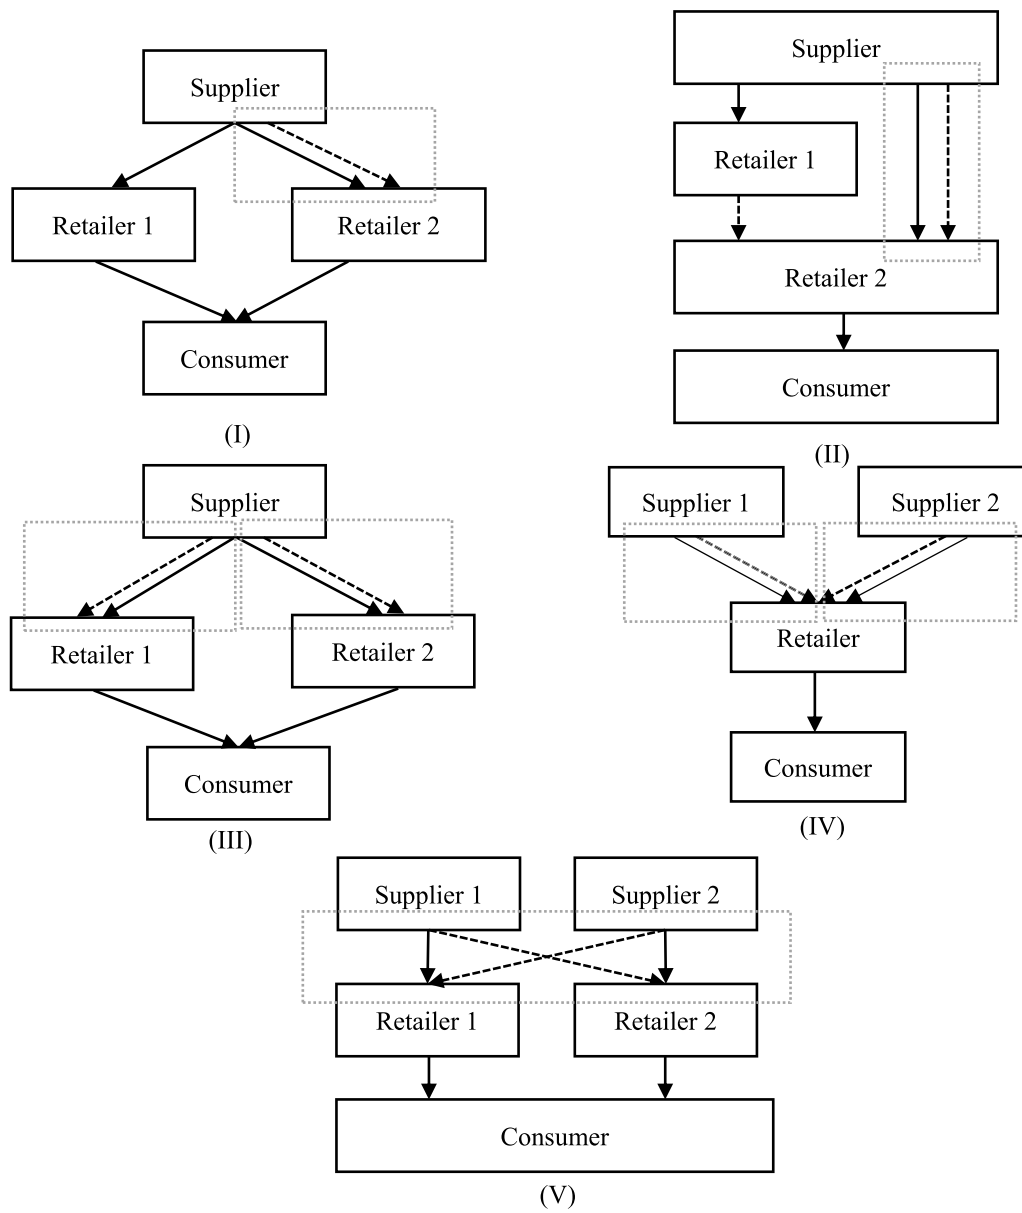 Supplier
Retailer 1
Retailer 2
Consumer
(I)
Supplier
Retailer 1
Retailer 2
Consumer
(II)
Supplier
Retailer 1
Retailer 2
Consumer
(III)
Supplier 1
Supplier 2
Retailer
Consumer
(IV)
Supplier 1
Supplier 2
Retailer 1
Retailer 2
Consumer
(V)